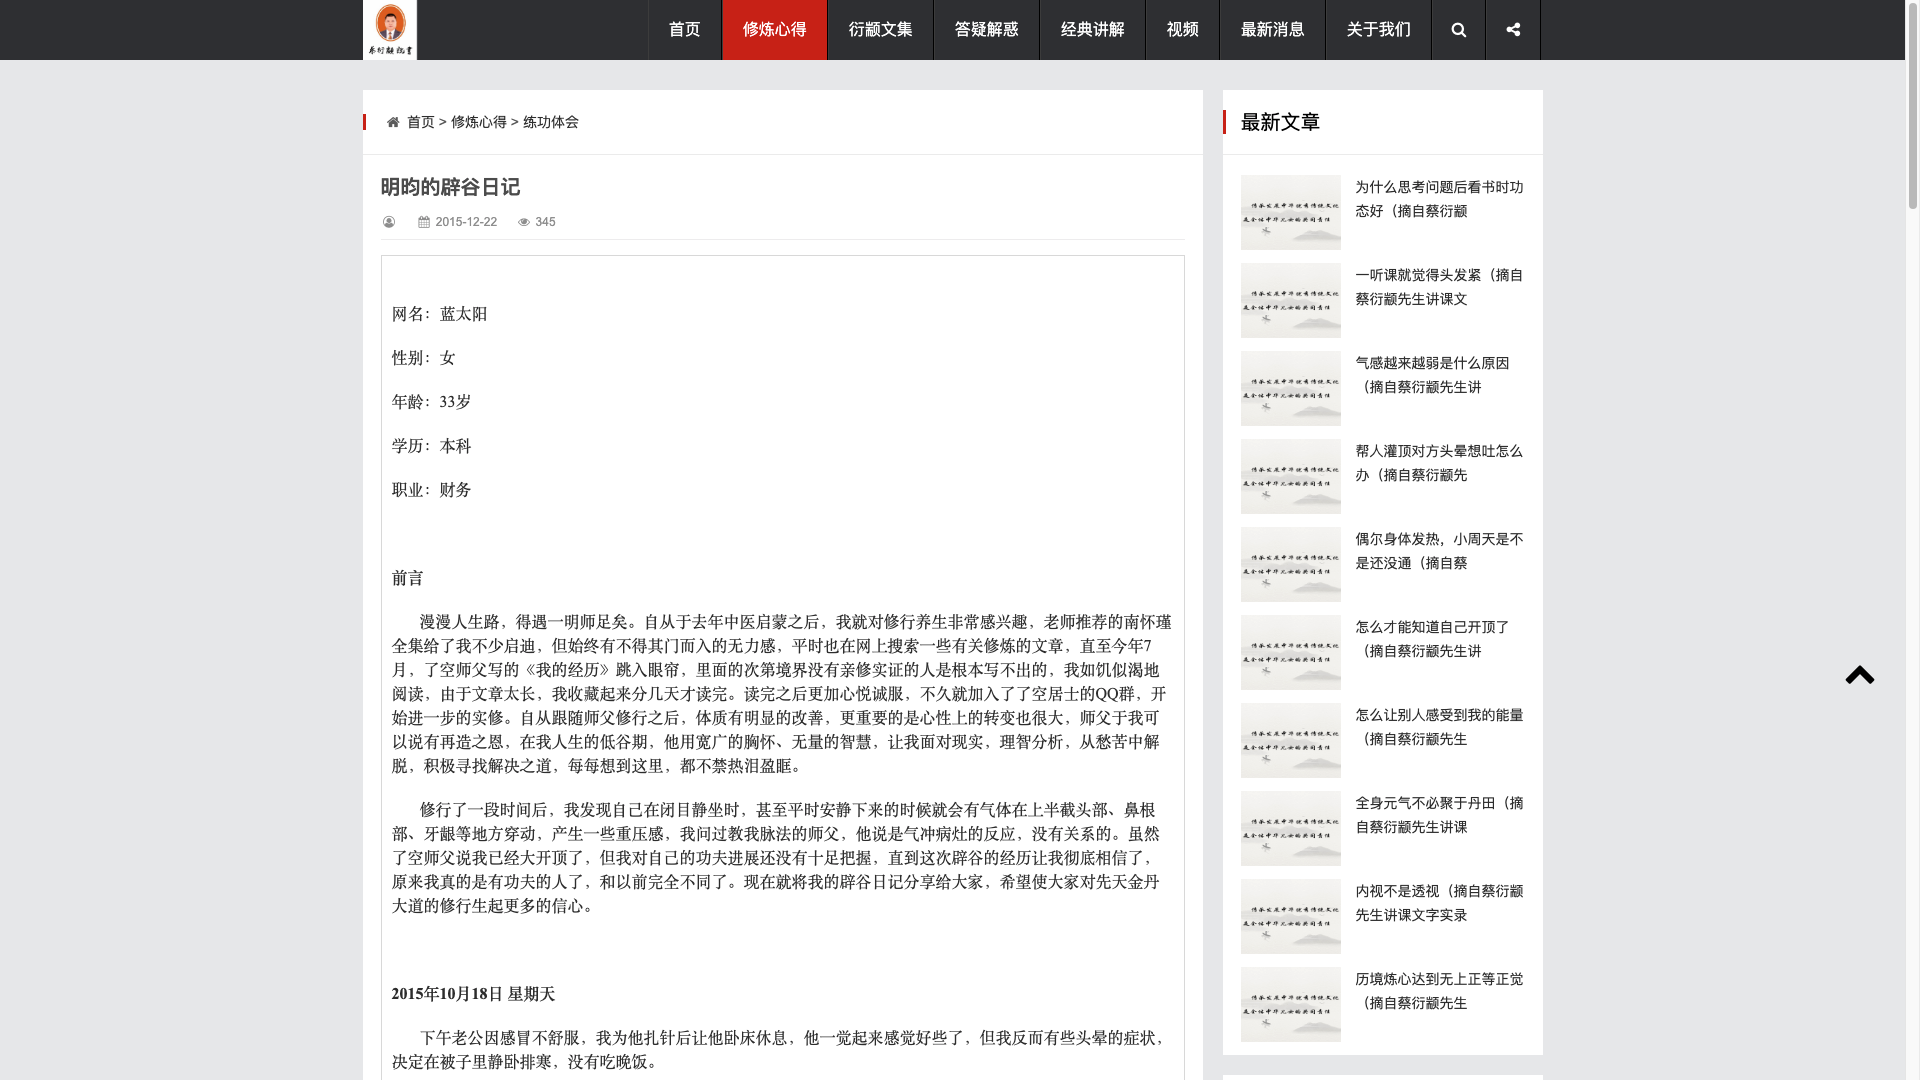 首页
修炼心得
衍颛文集
答疑解惑
经典讲解
视频
最新消息
关于我们
首页 > 修炼心得 > 练功体会
明昀的辟谷日记
2015-12-22 345
网名：蓝太阳
性别：女
年龄：33岁
学历：本科
职业：财务
前言
漫漫人生路，得遇一明师足矣。自从于去年中医启蒙之后，我就对修行养生非常感兴趣，老师推荐的南怀瑾
全集给了我不少启迪，但始终有不得其门而入的无力感，平时也在网上搜索一些有关修炼的文章，直至今年7
月，了空师父写的《我的经历》跳入眼帘，里面的次第境界没有亲修实证的人是根本写不出的，我如饥似渴地
阅读，由于文章太长，我收藏起来分几天才读完。读完之后更加心悦诚服，不久就加入了了空居士的QQ群，开
始进一步的实修。自从跟随师父修行之后，体质有明显的改善，更重要的是心性上的转变也很大，师父于我可
以说有再造之恩，在我人生的低谷期，他用宽广的胸怀、无量的智慧，让我面对现实，理智分析，从愁苦中解
脱，积极寻找解决之道，每每想到这里，都不禁热泪盈眶。
修行了一段时间后，我发现自己在闭目静坐时，甚至平时安静下来的时候就会有气体在上半截头部、鼻根
部、牙龈等地方穿动，产生一些重压感，我问过教我脉法的师父，他说是气冲病灶的反应，没有关系的。虽然
了空师父说我已经大开顶了，但我对自己的功夫进展还没有十足把握，直到这次辟谷的经历让我彻底相信了，
原来我真的是有功夫的人了，和以前完全不同了。现在就将我的辟谷日记分享给大家，希望使大家对先天金丹
大道的修行生起更多的信心。
2015年10月18日 星期天
下午老公因感冒不舒服，我为他扎针后让他卧床休息，他一觉起来感觉好些了，但我反而有些头晕的症状，
决定在被子里静卧排寒，没有吃晚饭。
最新文章
为什么思考问题后看书时功
态好（摘自蔡衍颛
一听课就觉得头发紧（摘自
蔡衍颛先生讲课文
气感越来越弱是什么原因
（摘自蔡衍颛先生讲
帮人灌顶对方头晕想吐怎么
办（摘自蔡衍颛先
偶尔身体发热，小周天是不
是还没通（摘自蔡
怎么才能知道自己开顶了
（摘自蔡衍颛先生讲
怎么让别人感受到我的能量
（摘自蔡衍颛先生
全身元气不必聚于丹田（摘
自蔡衍颛先生讲课
内视不是透视（摘自蔡衍颛
先生讲课文字实录
历境炼心达到无上正等正觉
（摘自蔡衍颛先生